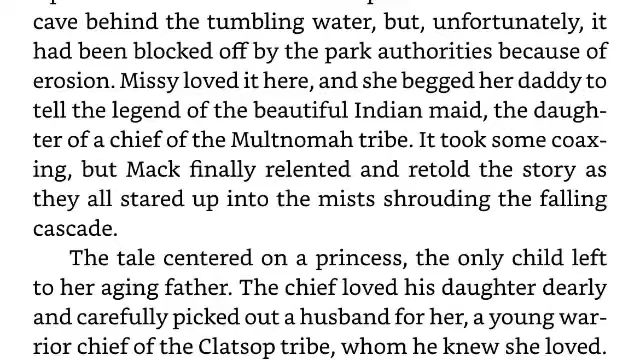 cave behind the tumbling water, but, unfortunately, it
had been blocked off by the park authorities because of
erosion. Missy loved it here, and she begged her daddy to
tell the legend of the beautiful Indian maid, the daugh-
ter of a chief of the Multnomah tribe. It took some coax-
ing, but Mack finally relented and retold the story as
they all stared up into the mists shrouding the falling
cascade.
The tale centered on a princess, the only child left
to her aging father. The chief loved his daughter dearly
and carefully picked out a husband for her, a young war-
rior chief of the Clatsop tribe, whom he knew she loved.